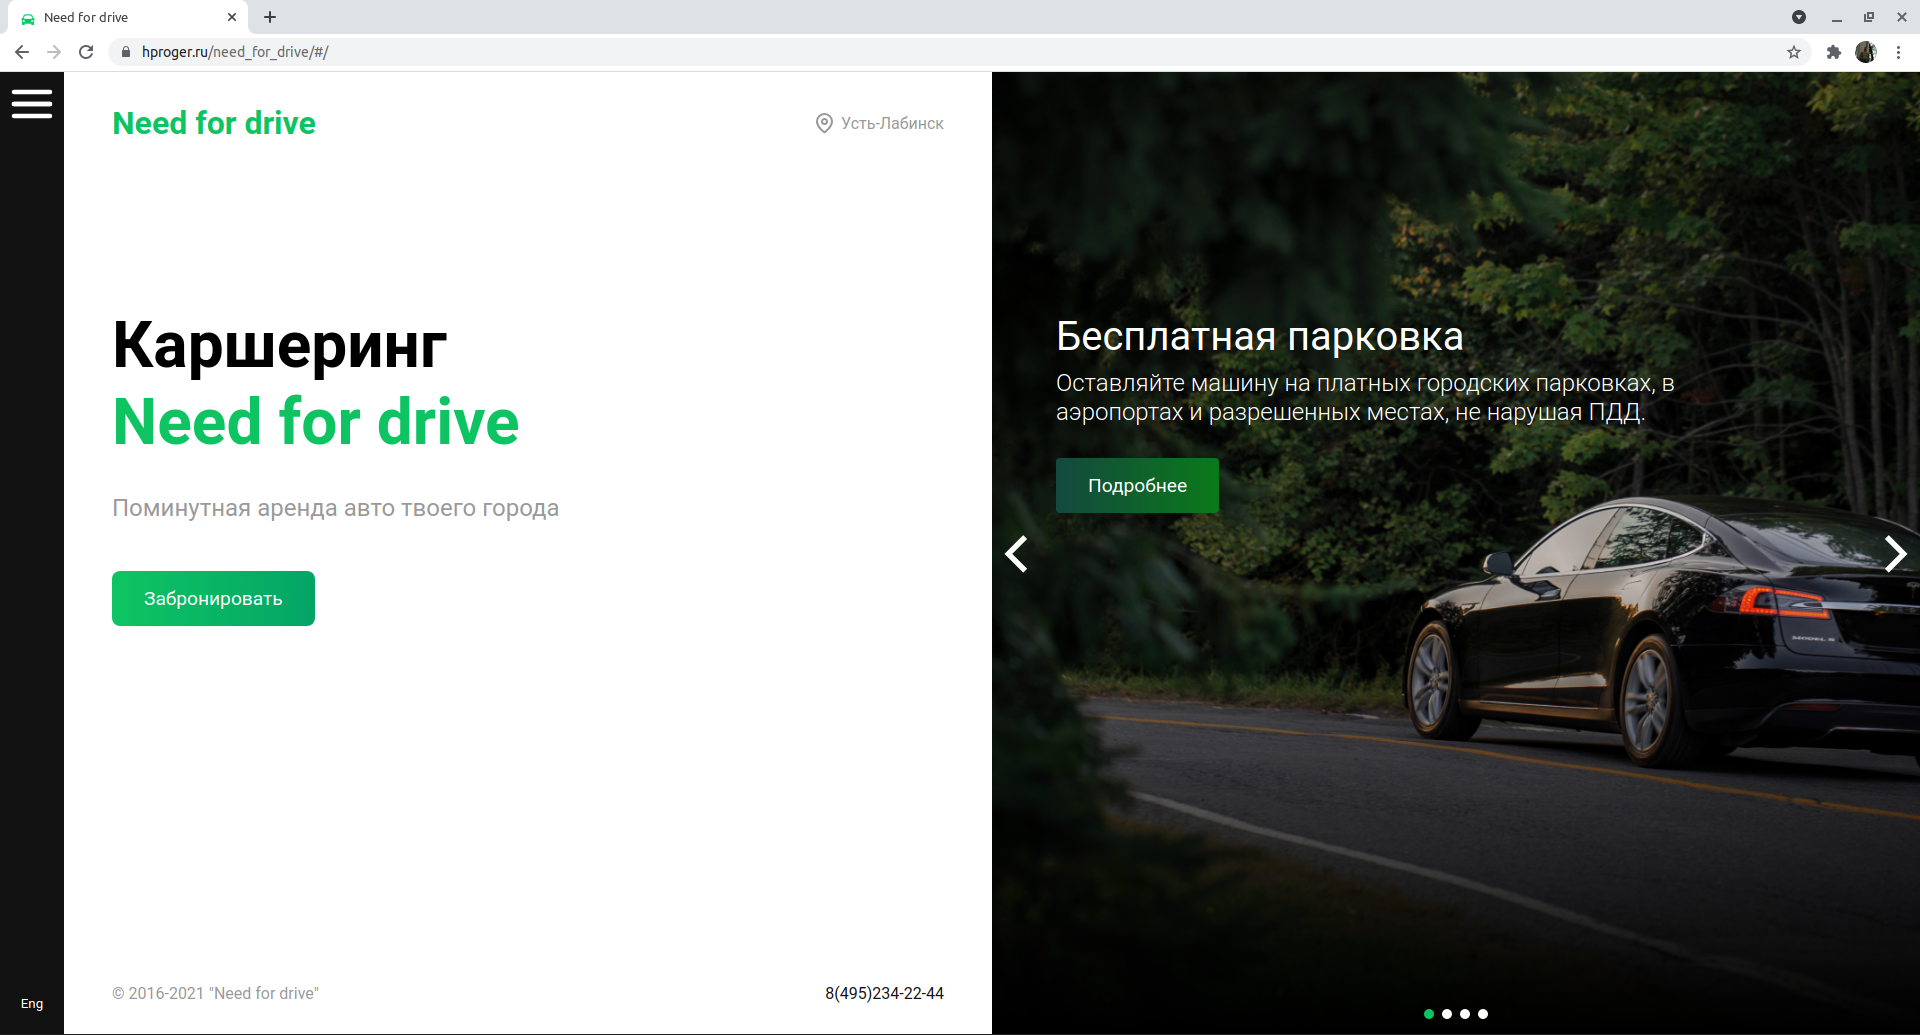 Need for drive
hproger.ru/need_for_drive/#/
Need for drive
Усть-Лабинск
Каршеринг
Need for drive
Поминутная аренда авто твоего города
Забронировать
© 2016-2021 "Need for drive"
8(495)234-22-44
Eng
Бесплатная парковка
Оставляйте машину на платных городских парковках, в
аэропортах и разрешенных местах, не нарушая ПДД.
Подробнее
MODEL S